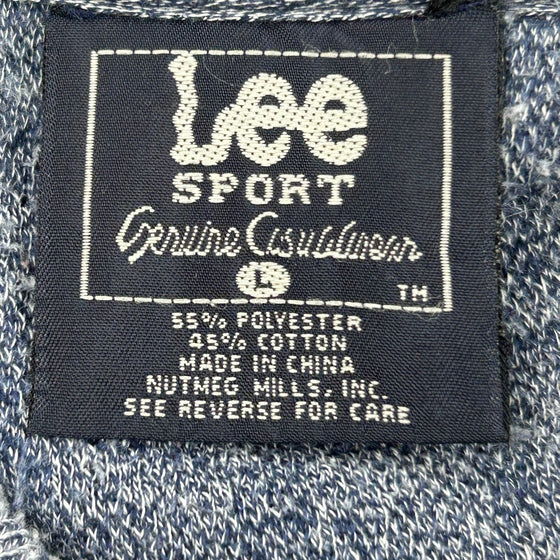 Lee
SPORT
Genuine Casualwear
L
TM
55% POLYESTER
45% COTTON
MADE IN CHINA
NUTMEG MILLS, INC.
SEE REVERSE FOR CARE